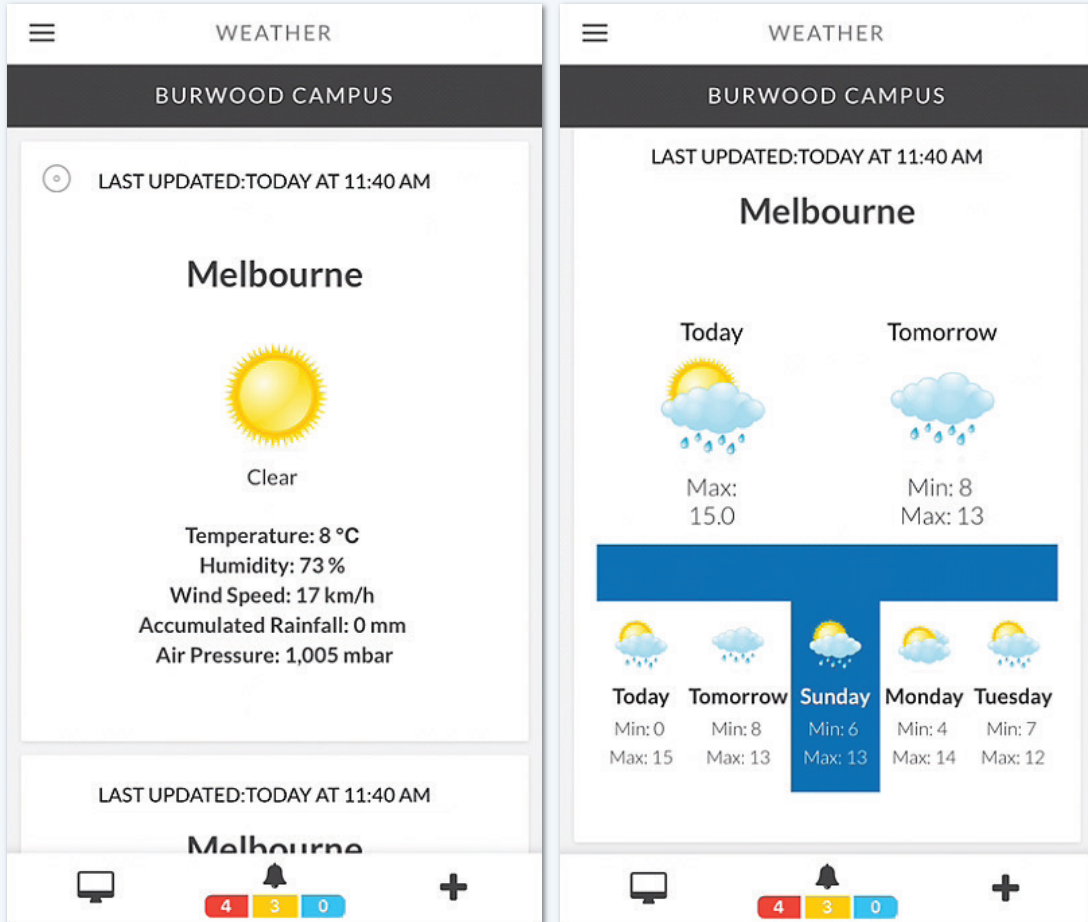 WEATHER
BURWOOD CAMPUS
LAST UPDATED:TODAY AT 11:40 AM
Melbourne
Clear
Temperature: 8 °C
Humidity: 73 %
Wind Speed: 17 km/h
Accumulated Rainfall: 0 mm
Air Pressure: 1,005 mbar
LAST UPDATED:TODAY AT 11:40 AM
Melbourne
4 3 0
WEATHER
BURWOOD CAMPUS
LAST UPDATED:TODAY AT 11:40 AM
Melbourne
Today Tomorrow
Max: Min: 8
15.0 Max: 13
Today Tomorrow Sunday Monday Tuesday
Min: 0 Min: 8 Min: 6 Min: 4 Min: 7
Max: 15 Max: 13 Max: 13 Max: 14 Max: 12
4 3 0